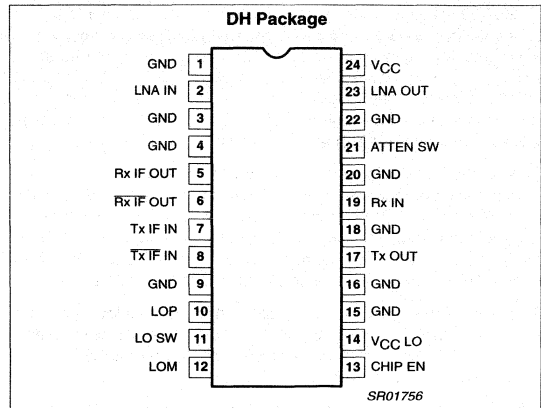 DH Package
GND 1 24 VCC
LNA IN 2 23 LNA OUT
GND 3 22 GND
GND 4 21 ATTEN SW
Rx IF OUT 5 20 GND
Rx IF OUT 6 19 Rx IN
Tx IF IN 7 18 GND
Tx IF IN 8 17 Tx OUT
GND 9 16 GND
LOP 10 15 GND
LO SW 11 14 VCC LO
LOM 12 13 CHIP EN
SR01756